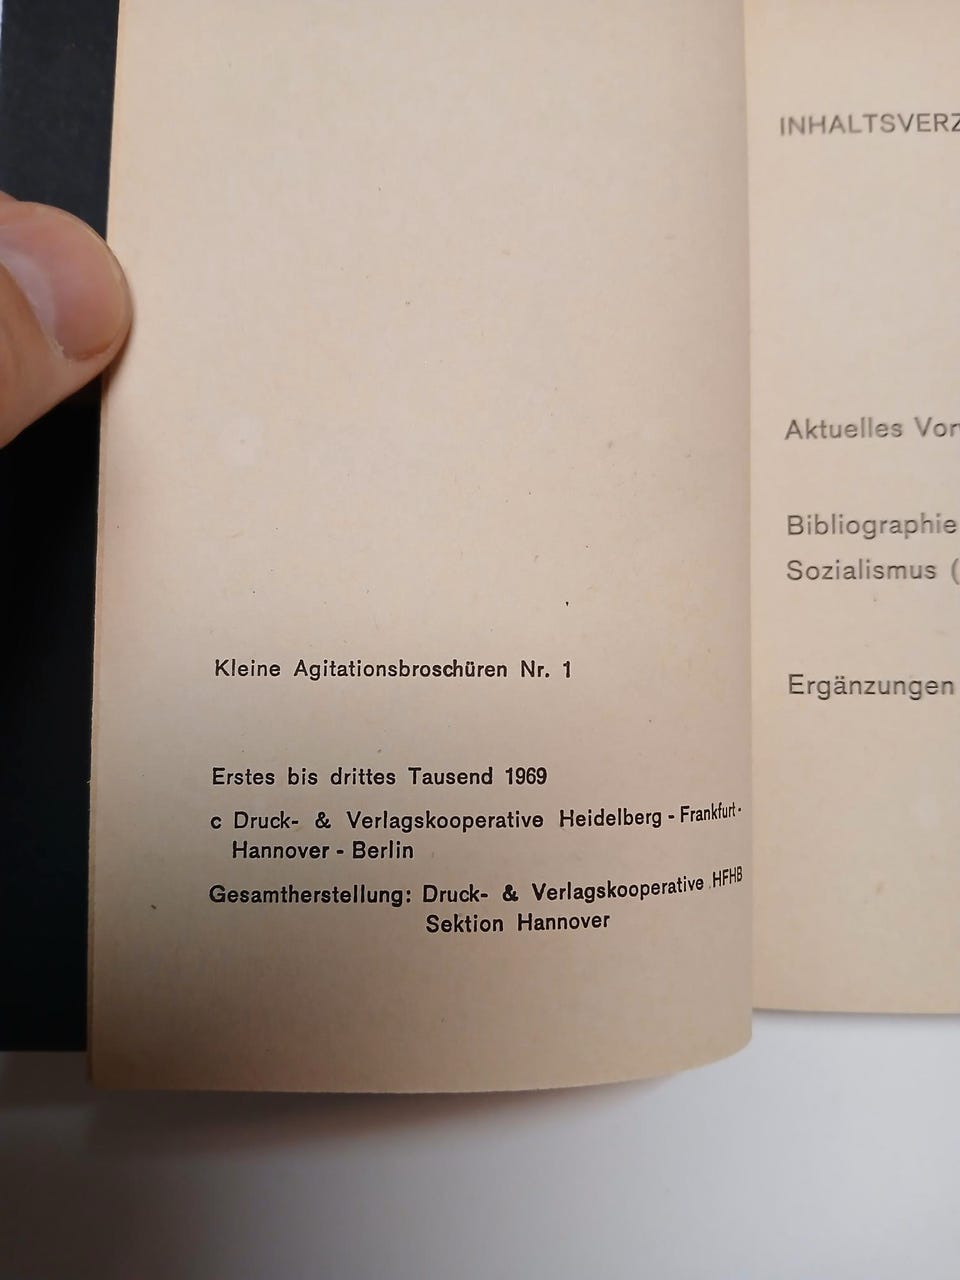 Kleine Agitationsbroschüren Nr. 1
Erstes bis drittes Tausend 1969
c Druck- & Verlagskooperative Heidelberg - Frankfurt-
Hannover - Berlin
Gesamtherstellung: Druck- & Verlagskooperative HFHB
Sektion Hannover
INHALTSVERZ
Aktuelles Vor
Bibliographie
Sozialismus (
Ergänzungen